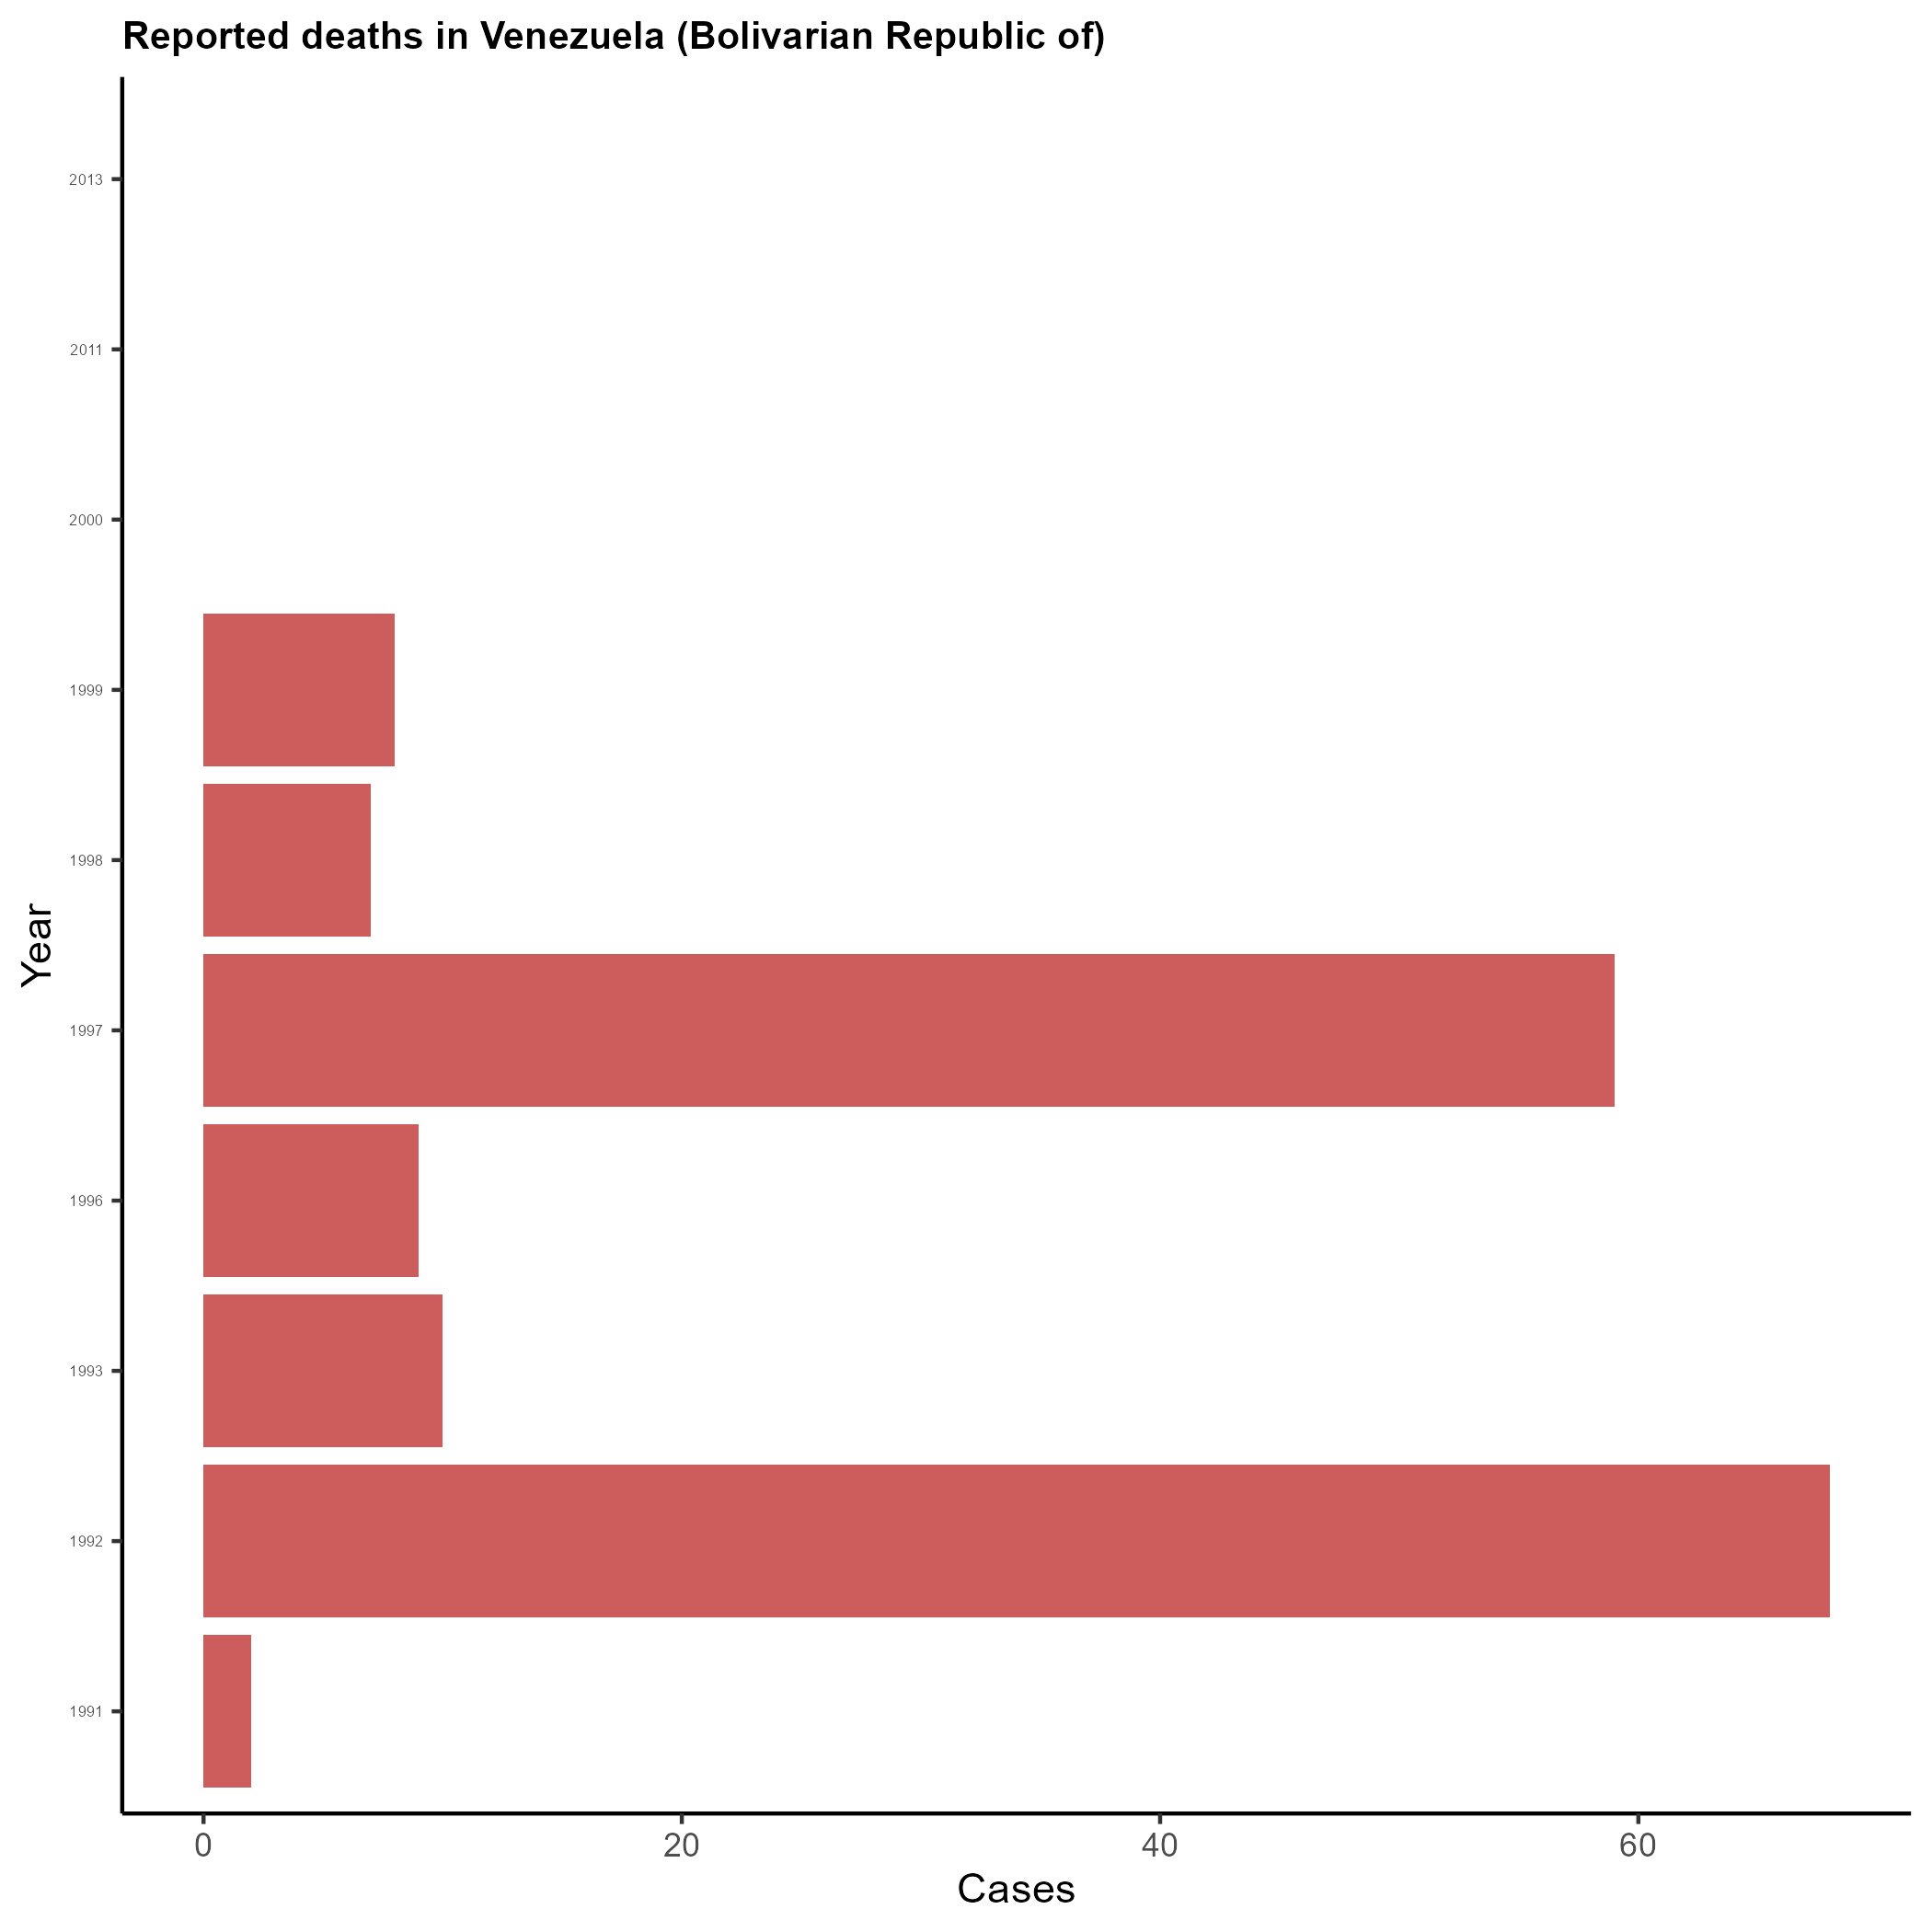 Reported deaths in Venezuela (Bolivarian Republic of)
2013
2011
2000
1999
1998
1997
1996
1993
1992
1991
Year
0 20 40 60
Cases